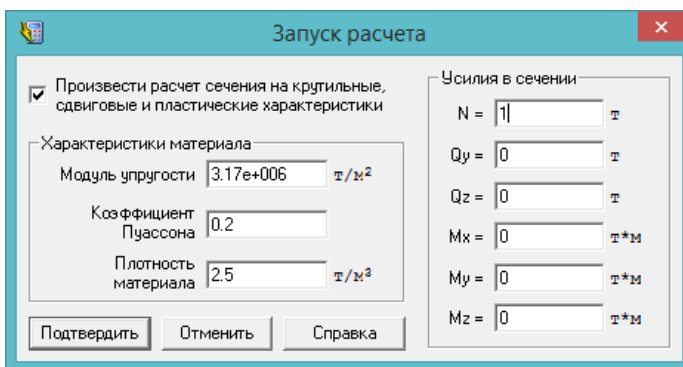 Запуск расчета
Произвести расчет сечения на крутильные,
сдвиговые и пластические характеристики
Характеристики материала
Модуль упругости 3.17e+006 т/м²
Коэффициент
Пуассона 0.2
Плотность
материала 2.5 т/м³
Подтвердить Отменить Справка
Усилия в сечении
N = 1 т
Qy = 0 т
Qz = 0 т
Mx = 0 т*м
My = 0 т*м
Mz = 0 т*м